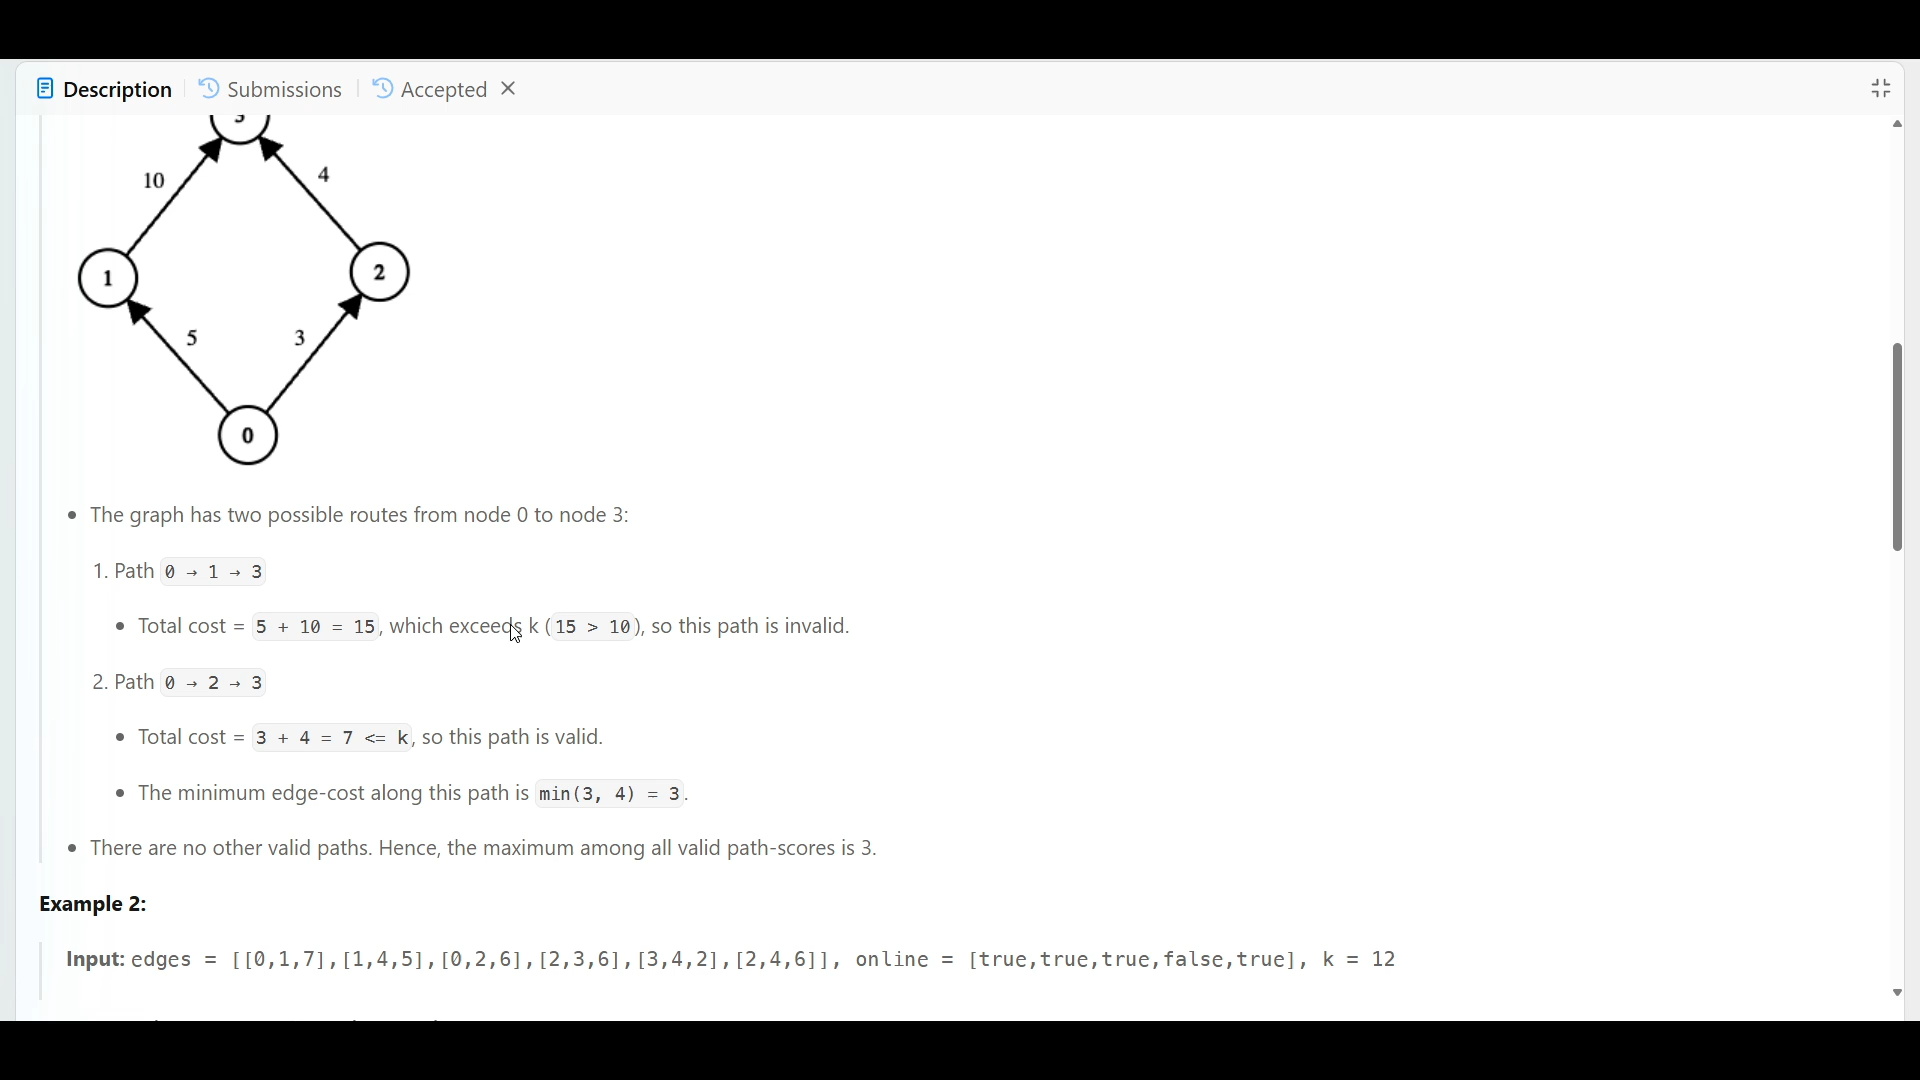 Description Submissions Accepted
3
10 4
1 2
5 3
0
The graph has two possible routes from node 0 to node 3:
1. Path 0 → 1 → 3
Total cost = 5 + 10 = 15, which exceeds k (15 > 10), so this path is invalid.
2. Path 0 → 2 → 3
Total cost = 3 + 4 = 7 <= k, so this path is valid.
The minimum edge-cost along this path is min(3, 4) = 3.
There are no other valid paths. Hence, the maximum among all valid path-scores is 3.
Example 2:
Input: edges = [[0,1,7],[1,4,5],[0,2,6],[2,3,6],[3,4,2],[2,4,6]], online = [true,true,true,false,true], k = 12